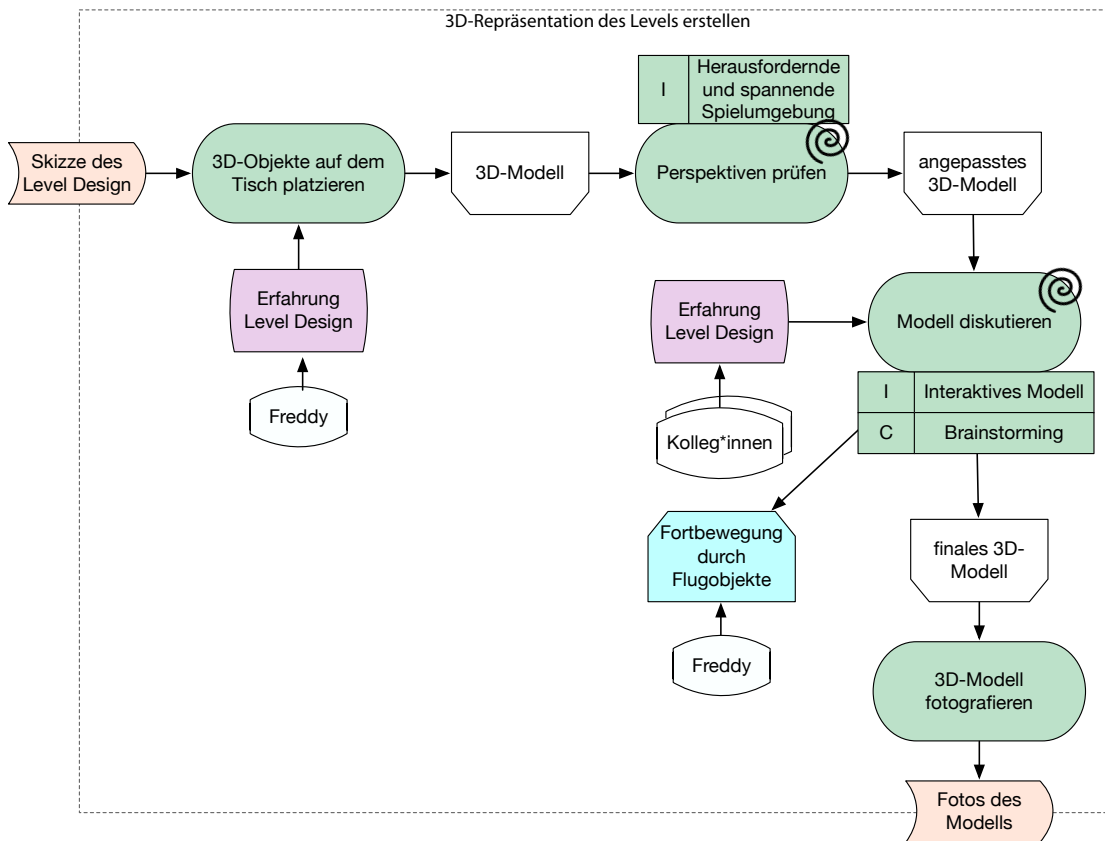 3D-Repräsentation des Levels erstellen
I
Herausfordernde
und spannende
Spielumgebung
Skizze des
Level Design
3D-Objekte auf dem
Tisch platzieren
3D-Modell
Perspektiven prüfen
angepasstes
3D-Modell
Erfahrung
Level Design
Freddy
Erfahrung
Level Design
Kolleg*innen
Modell diskutieren
I
Interaktives Modell
C
Brainstorming
Fortbewegung
durch
Flugobjekte
Freddy
finales 3D-
Modell
3D-Modell
fotografieren
Fotos des
Modells